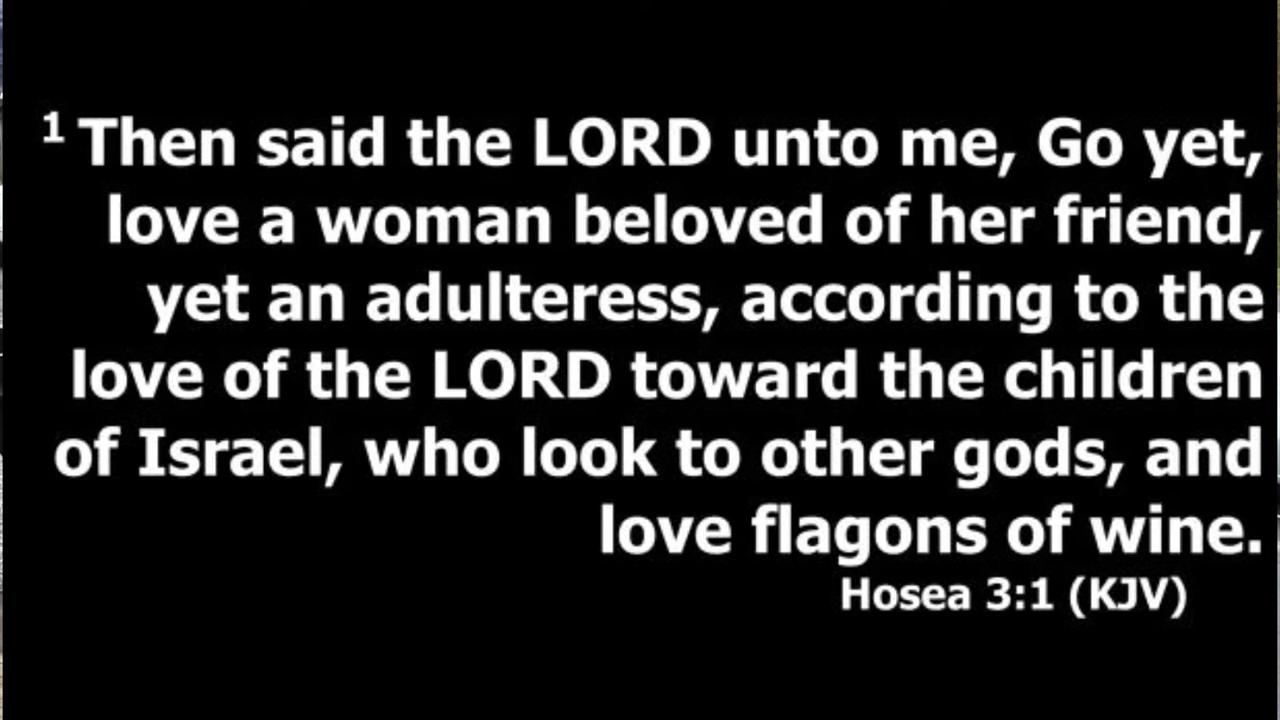 1 Then said the LORD unto me, Go yet,
love a woman beloved of her friend,
yet an adulteress, according to the
love of the LORD toward the children
of Israel, who look to other gods, and
love flagons of wine.
Hosea 3:1 (KJV)